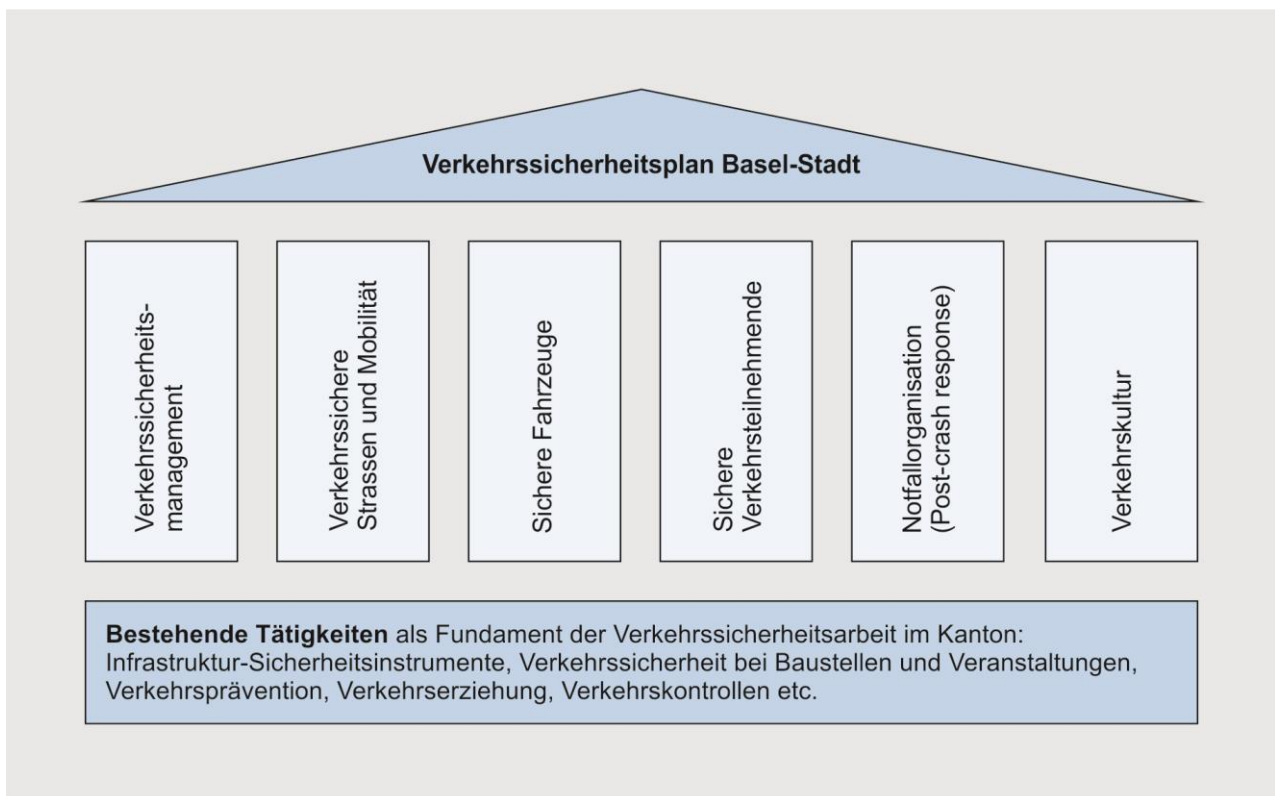 Verkehrssicherheitsplan Basel-Stadt
Verkehrssicherheits-
management
Verkehrssichere
Strassen und Mobilität
Sichere Fahrzeuge
Sichere
Verkehrsteilnehmende
Notfallorganisation
(Post-crash response)
Verkehrskultur
Bestehende Tätigkeiten als Fundament der Verkehrssicherheitsarbeit im Kanton:
Infrastruktur-Sicherheitsinstrumente, Verkehrssicherheit bei Baustellen und Veranstaltungen,
Verkehrsprävention, Verkehrserziehung, Verkehrskontrollen etc.